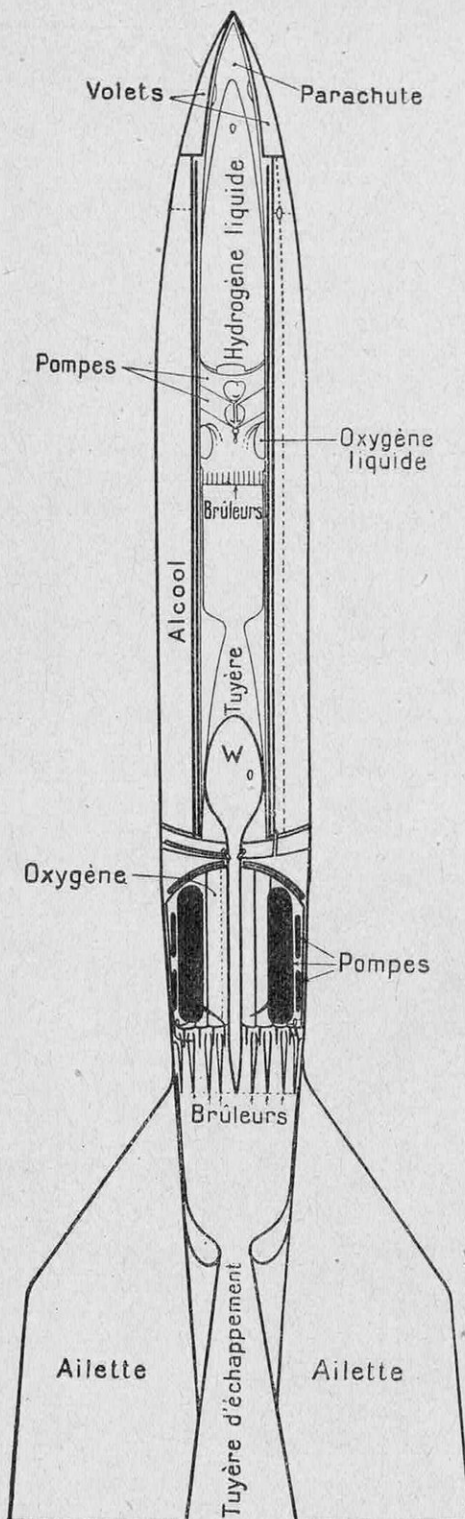 Volets
Parachute
Hydrogène liquide
Pompes
Oxygène
liquide
Brûleurs
Alcool
Tuyère
W
Oxygène
Pompes
Brûleurs
Ailette
Tuyère d'échappement
Ailette